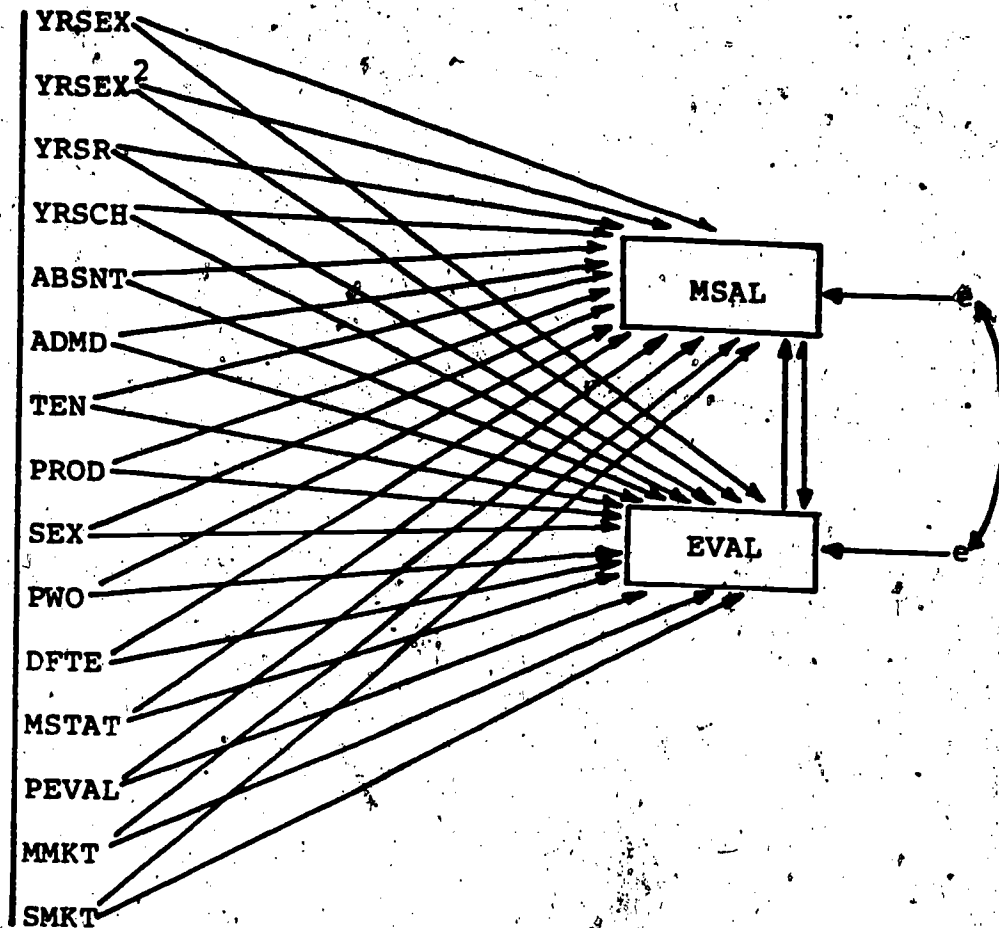 YRSEX
YRSEX²
YRSR
YRSCH
ABSNT
ADMD
TEN
PROD
SEX
PWO
DFTE
MSTAT
PEVAL
MMKT
SMKT
MSAL
e
EVAL
e